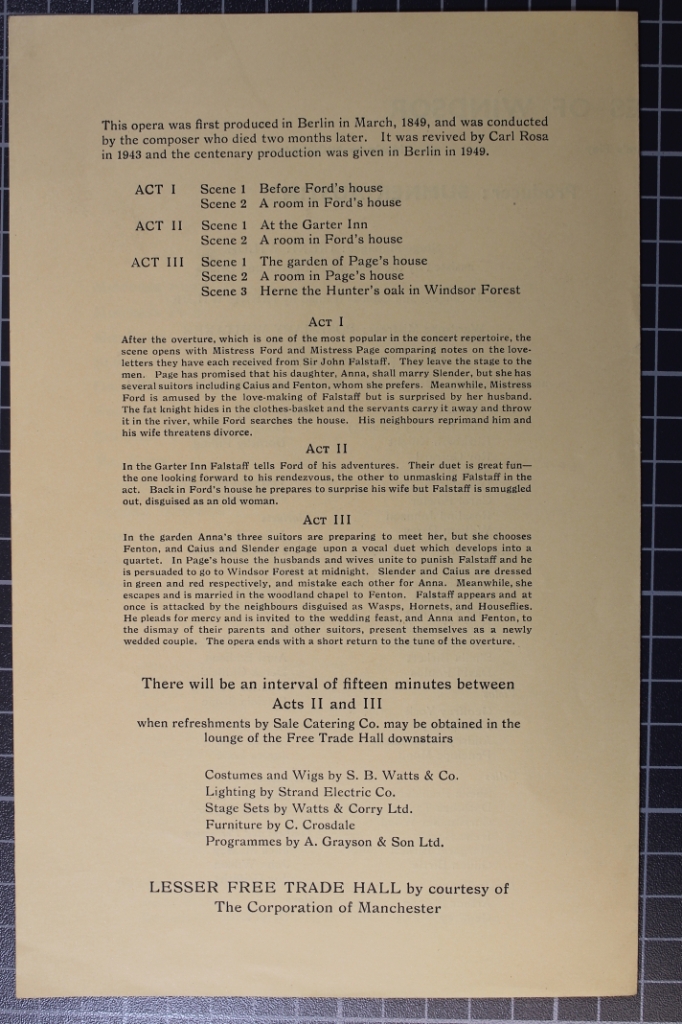 This opera was first produced in Berlin in March, 1849, and was conducted
by the composer who died two months later. It was revived by Carl Rosa
in 1943 and the centenary production was given in Berlin in 1949.
ACT I Scene 1 Before Ford's house
Scene 2 A room in Ford's house
ACT II Scene 1 At the Garter Inn
Scene 2 A room in Ford's house
ACT III Scene 1 The garden of Page's house
Scene 2 A room in Page's house
Scene 3 Herne the Hunter's oak in Windsor Forest
ACT I
After the overture, which is one of the most popular in the concert repertoire, the
scene opens with Mistress Ford and Mistress Page comparing notes on the love-
letters they have each received from Sir John Falstaff. They leave the stage to the
men. Page has promised that his daughter, Anna, shall marry Slender, but she has
several suitors including Caius and Fenton, whom she prefers. Meanwhile, Mistress
Ford is amused by the love-making of Falstaff but is surprised by her husband.
The fat knight hides in the clothes-basket and the servants carry it away and throw
it in the river, while Ford searches the house. His neighbours reprimand him and
his wife threatens divorce.
ACT II
In the Garter Inn Falstaff tells Ford of his adventures. Their duet is great fun—
the one looking forward to his rendezvous, the other to unmasking Falstaff in the
act. Back in Ford's house he prepares to surprise his wife but Falstaff is smuggled
out, disguised as an old woman.
ACT III
In the garden Anna's three suitors are preparing to meet her, but she chooses
Fenton, and Caius and Slender engage upon a vocal duet which develops into a
quartet. In Page's house the husbands and wives unite to punish Falstaff and he
is persuaded to go to Windsor Forest at midnight. Slender and Caius are dressed
in green and red respectively, and mistake each other for Anna. Meanwhile, she
escapes and is married in the woodland chapel to Fenton. Falstaff appears and at
once is attacked by the neighbours disguised as Wasps, Hornets, and Houseflies.
He pleads for mercy and is invited to the wedding feast, and Anna and Fenton, to
the dismay of their parents and other suitors, present themselves as a newly
wedded couple. The opera ends with a short return to the tune of the overture.
There will be an interval of fifteen minutes between
Acts II and III
when refreshments by Sale Catering Co. may be obtained in the
lounge of the Free Trade Hall downstairs
Costumes and Wigs by S. B. Watts & Co.
Lighting by Strand Electric Co.
Stage Sets by Watts & Corry Ltd.
Furniture by C. Crosdale
Programmes by A. Grayson & Son Ltd.
LESSER FREE TRADE HALL by courtesy of
The Corporation of Manchester